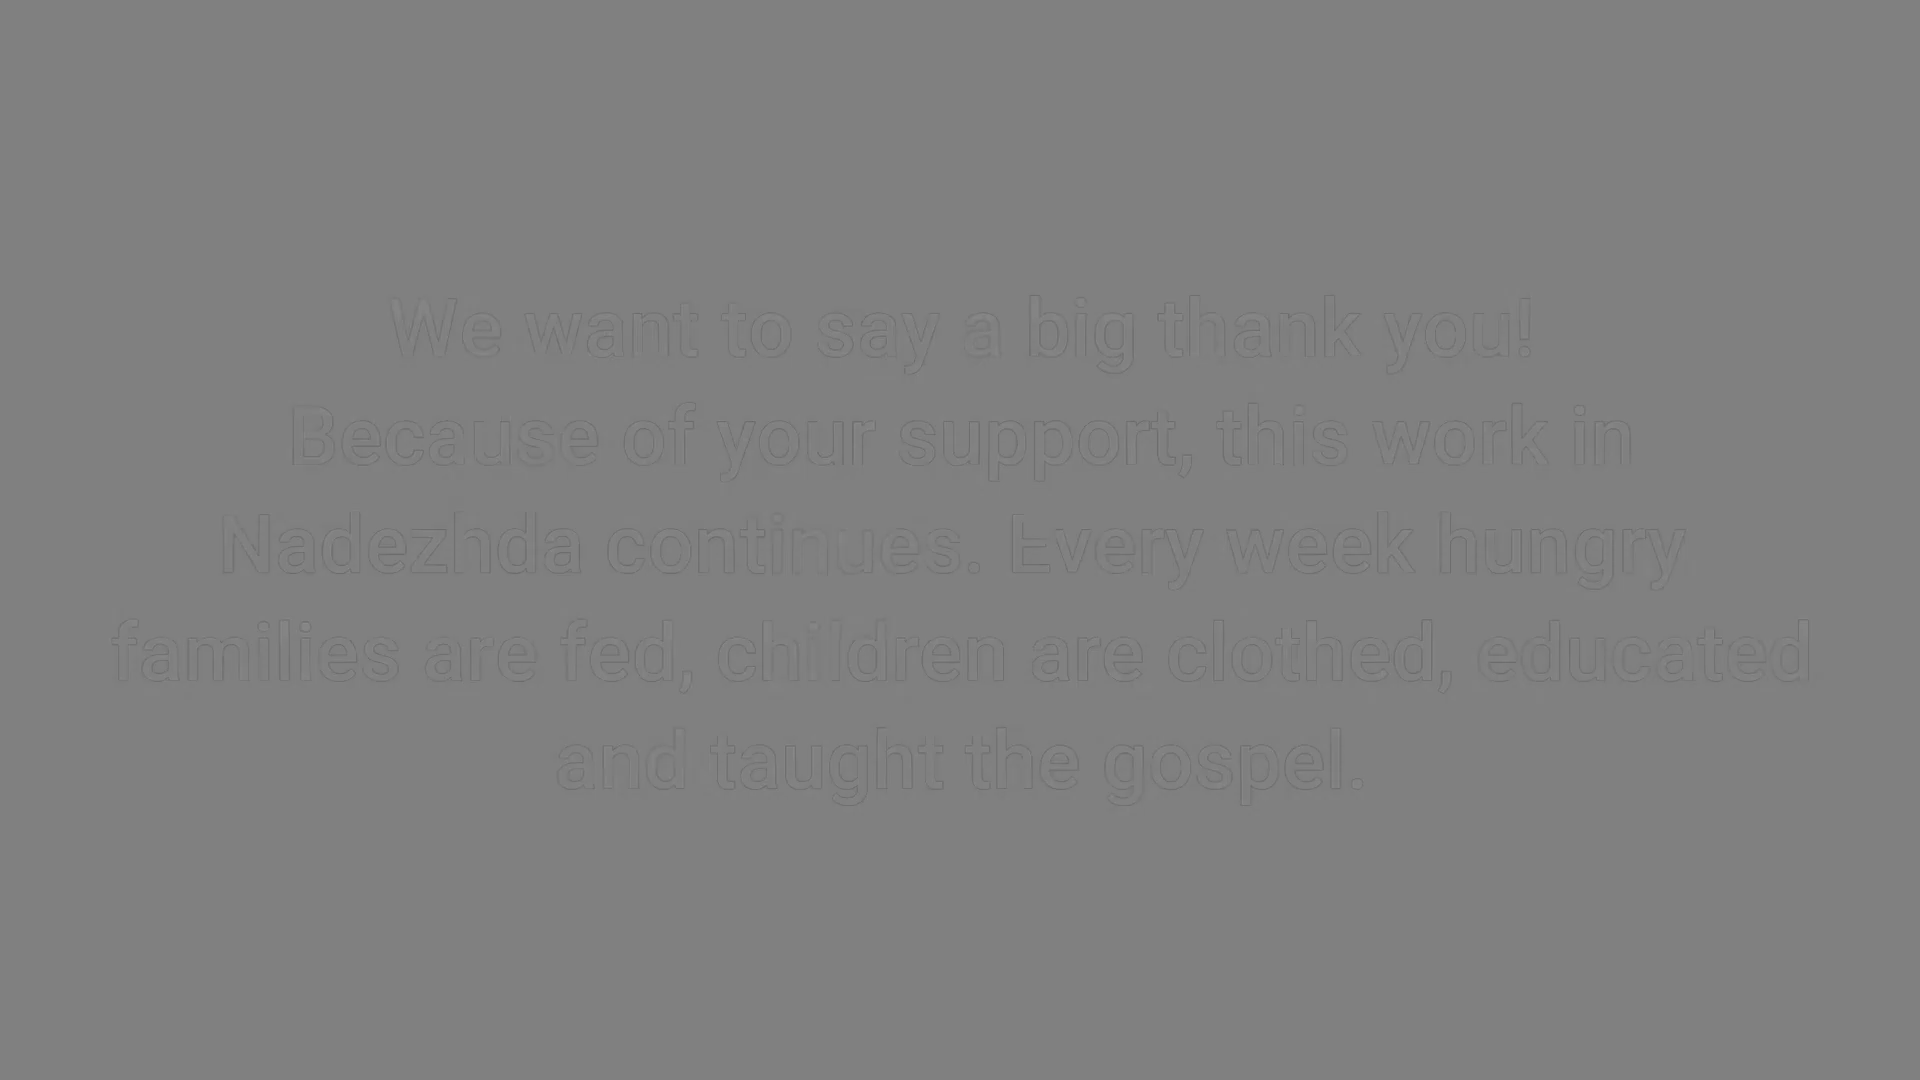 We want to say a big thank you!
Because of your support, this work in
Nadezhda continues. Every week hungry
families are fed, children are clothed, educated
and taught the gospel.